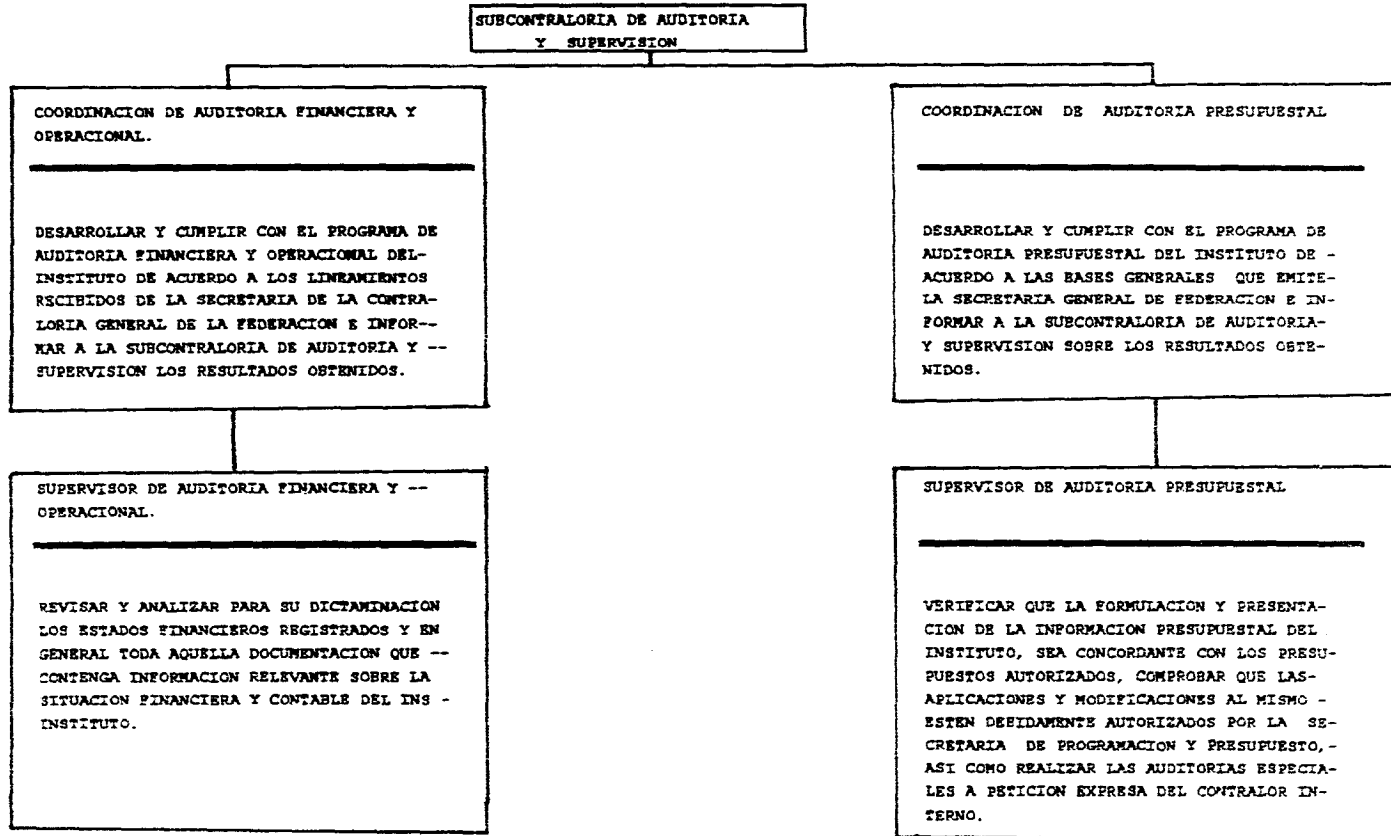 SUBCONTRALORIA DE AUDITORIA
Y SUPERVISION
COORDINACION DE AUDITORIA FINANCIERA Y
OPERACIONAL.
DESARROLLAR Y CUMPLIR CON EL PROGRAMA DE
AUDITORIA FINANCIERA Y OPERACIONAL DEL-
INSTITUTO DE ACUERDO A LOS LINEAMIENTOS
RECIBIDOS DE LA SECRETARIA DE LA CONTRA-
LORIA GENERAL DE LA FEDERACION E INFOR--
MAR A LA SUBCONTRALORIA DE AUDITORIA Y --
SUPERVISION LOS RESULTADOS OBTENIDOS.
SUPERVISOR DE AUDITORIA FINANCIERA Y --
OPERACIONAL.
REVISAR Y ANALIZAR PARA SU DICTAMINACION
LOS ESTADOS FINANCIEROS REGISTRADOS Y EN
GENERAL TODA AQUELLA DOCUMENTACION QUE --
CONTENGA INFORMACION RELEVANTE SOBRE LA
SITUACION FINANCIERA Y CONTABLE DEL INS -
INSTITUTO.
COORDINACION DE AUDITORIA PRESUPUESTAL
DESARROLLAR Y CUMPLIR CON EL PROGRAMA DE
AUDITORIA PRESUPUESTAL DEL INSTITUTO DE -
ACUERDO A LAS BASES GENERALES QUE EMITE-
LA SECRETARIA GENERAL DE FEDERACION E IN-
FORMAR A LA SUBCONTRALORIA DE AUDITORIA-
Y SUPERVISION SOBRE LOS RESULTADOS OBTE-
NIDOS.
SUPERVISOR DE AUDITORIA PRESUPUESTAL
VERIFICAR QUE LA FORMULACION Y PRESENTA-
CION DE LA INFORMACION PRESUPUESTAL DEL
INSTITUTO, SEA CONCORDANTE CON LOS PRESU-
PUESTOS AUTORIZADOS, COMPROBAR QUE LAS-
APLICACIONES Y MODIFICACIONES AL MISMO -
ESTEN DEBIDAMENTE AUTORIZADOS POR LA SE-
CRETARIA DE PROGRAMACION Y PRESUPUESTO,-
ASI COMO REALIZAR LAS AUDITORIAS ESPECIA-
LES A PETICION EXPRESA DEL CONTRALOR IN-
TERNO.